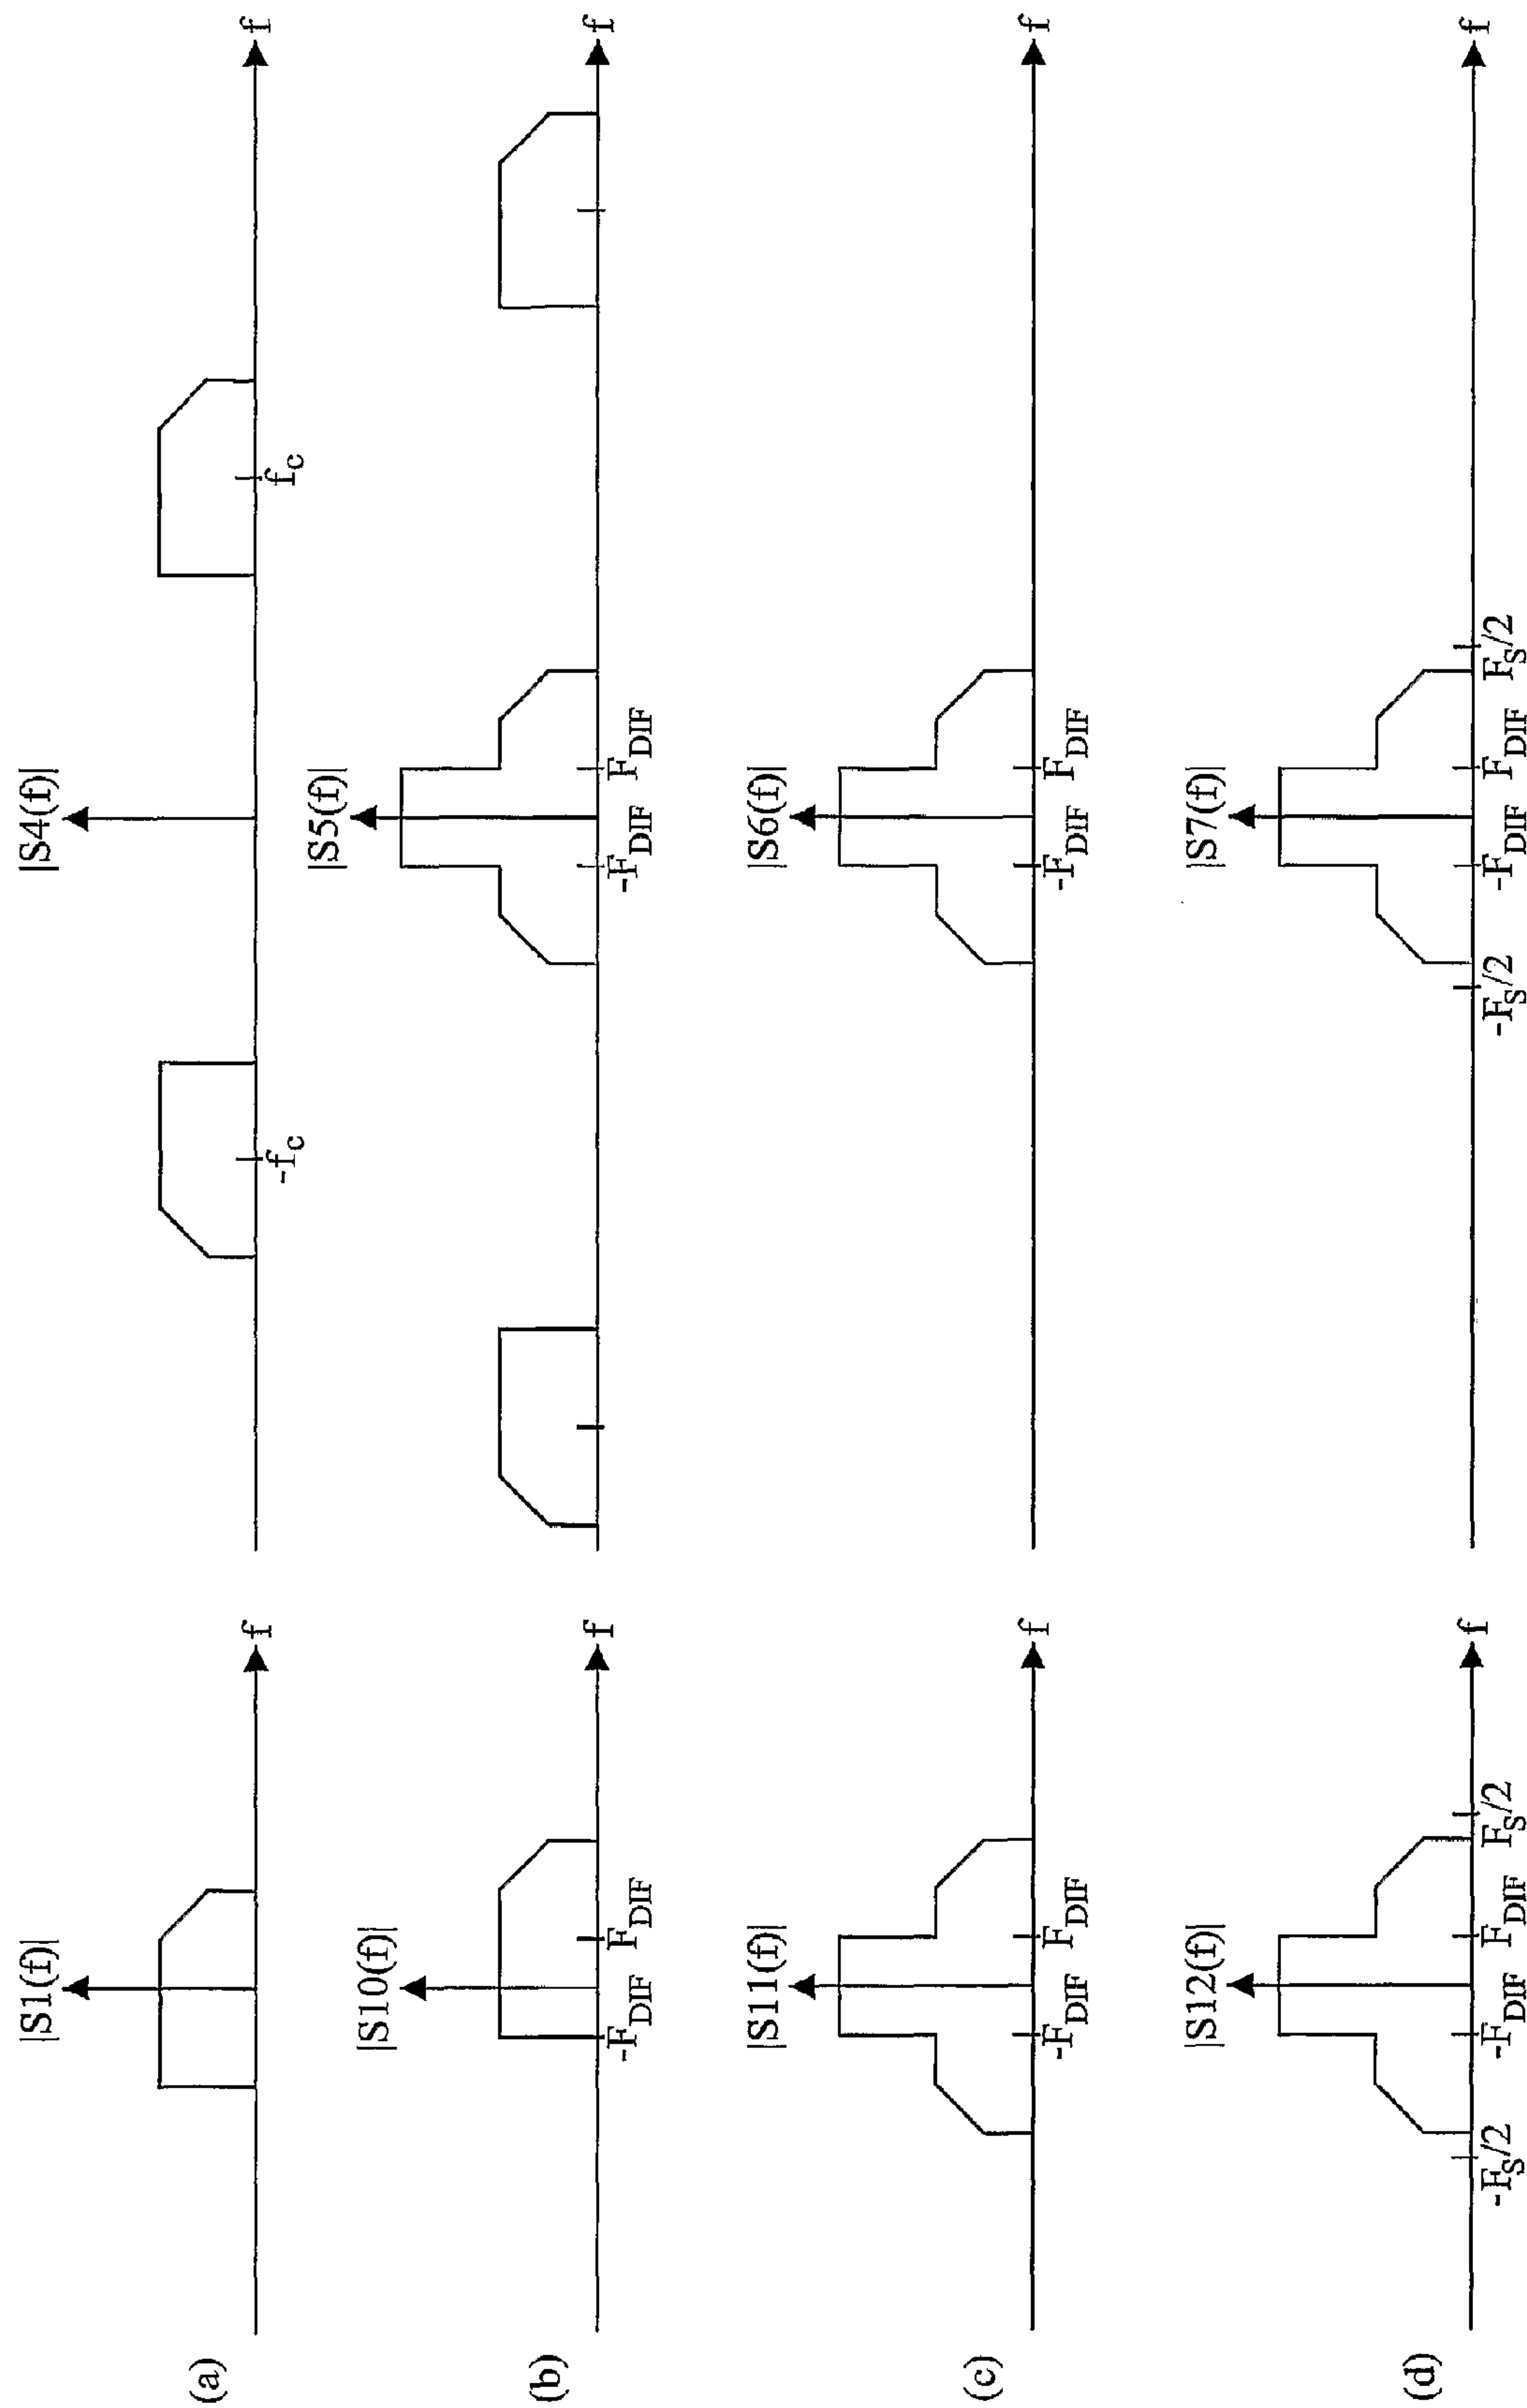 (a)
|S1(f)|
f
|S4(f)|
-f_c
f_c
f
(b)
|S10(f)|
-F_DIF
F_DIF
f
|S5(f)|
-F_DIF
F_DIF
f
(c)
|S11(f)|
-F_DIF
F_DIF
f
|S6(f)|
-F_DIF
F_DIF
f
(d)
|S12(f)|
-F_S/2
-F_DIF
F_DIF
F_S/2
f
|S7(f)|
-F_S/2
-F_DIF
F_DIF
F_S/2
f